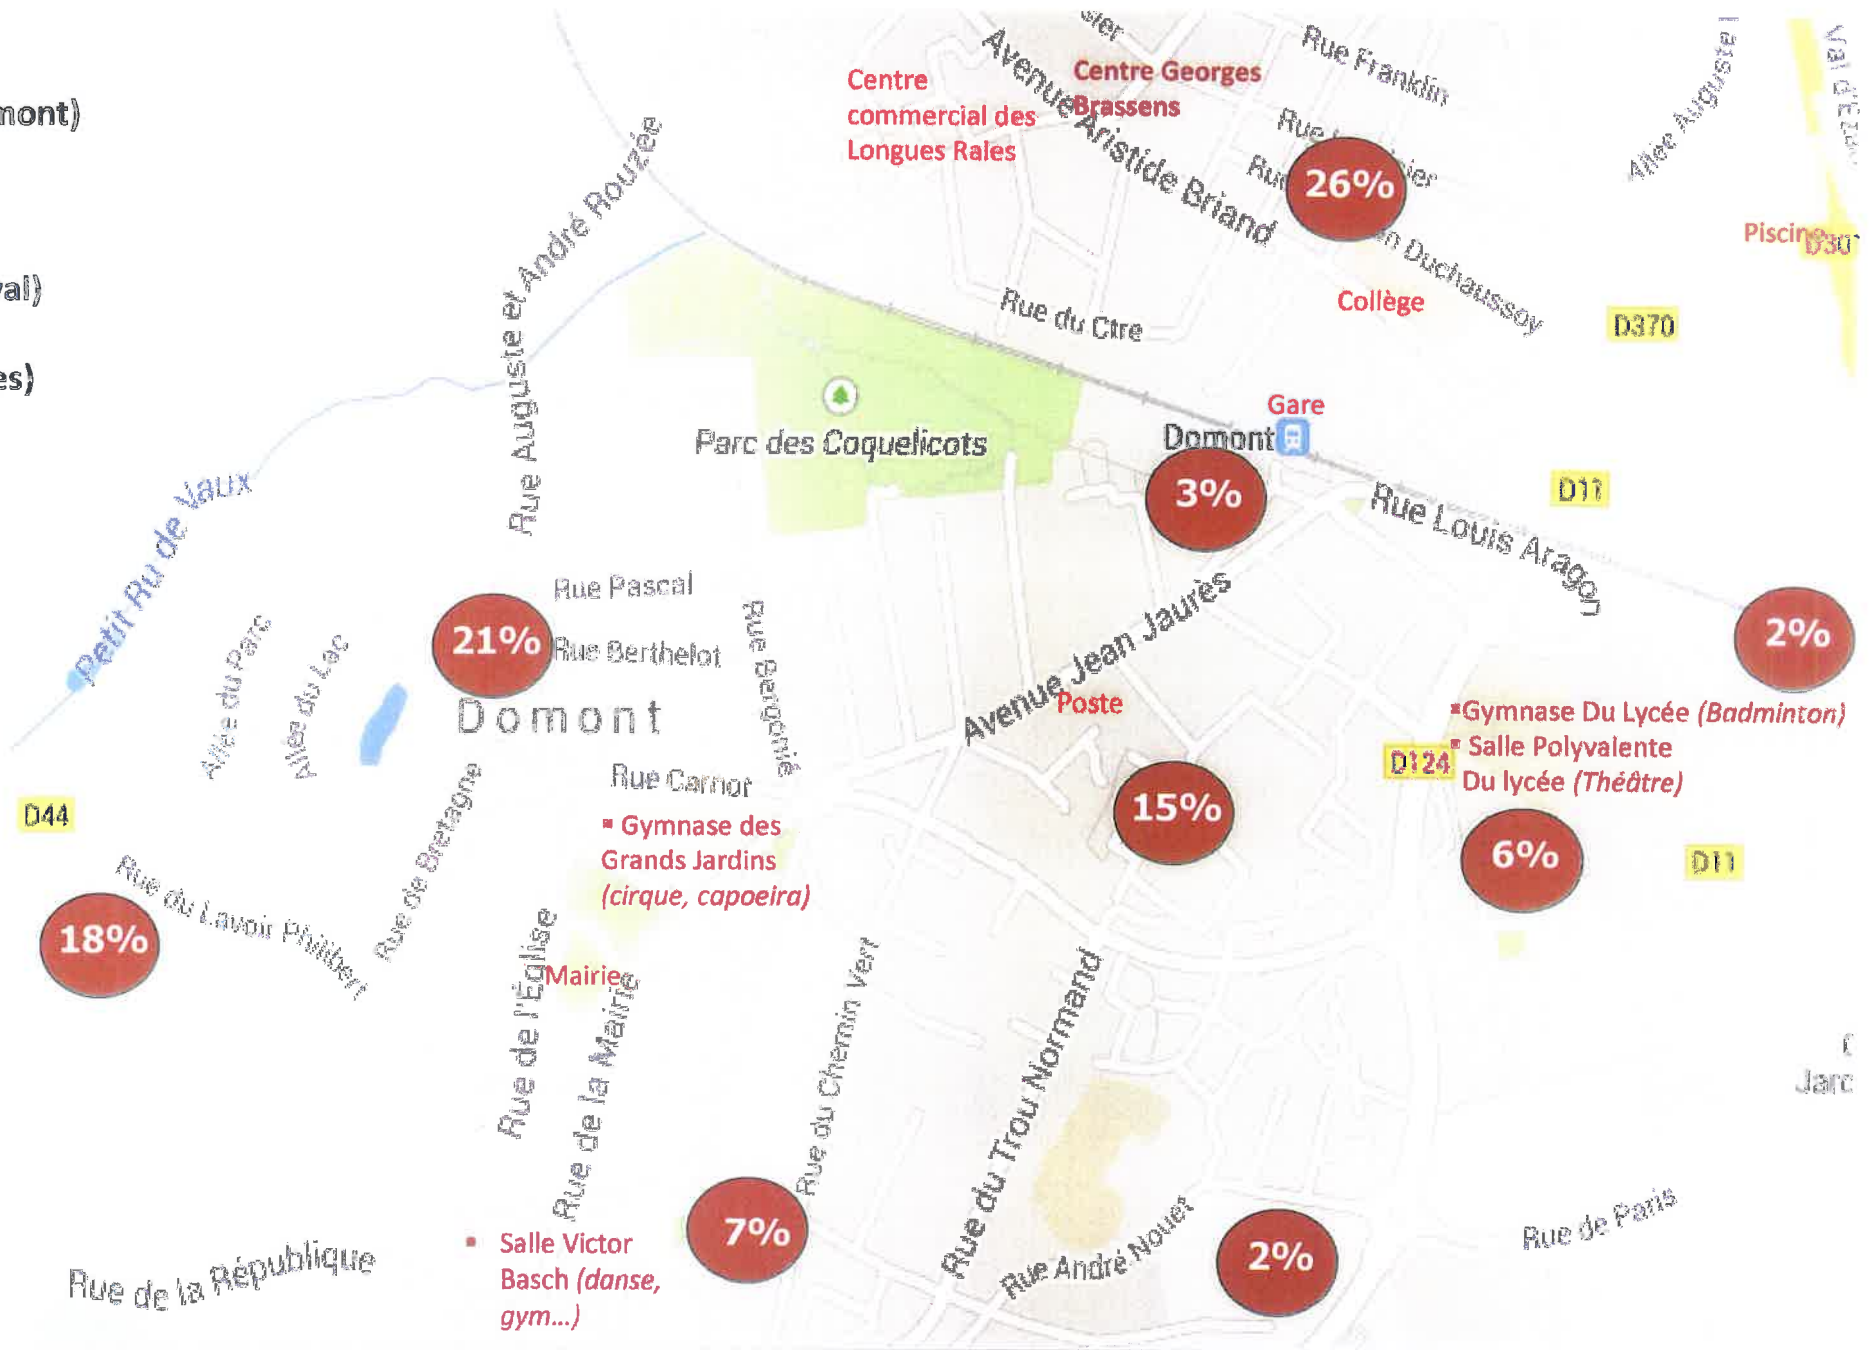 mont)
val)
es)
Centre
commercial des
Longues Raies
Centre Georges
Brassens
Avenue Aristide Briand
Rue Franklin
26%
Duchaussoy
Collège
Rue du Ctre
Allée Auguste
Piscine
D370
Gare
Domont
3%
D11
Rue Louis Aragon
2%
Rue Auguste et André Rouzée
Parc des Coquelicots
Petit Ru de Vaux
Rue Pascal
21%
Rue Berthelot
Domont
Allée du Parc
Allée du Lac
Rue Bergonié
Avenue Jean Jaurès
Poste
▪Gymnase Du Lycée (Badminton)
▪ Salle Polyvalente
Du lycée (Théâtre)
D124
15%
6%
D11
D44
Rue Carnot
▪ Gymnase des
Grands Jardins
(cirque, capoeira)
Rue de Bretagne
Rue du Lavoir Philibert
18%
Mairie
Rue de l'Église
Rue de la Mairie
Rue du Chemin Vert
Rue du Trou Normand
Jard
7%
▪ Salle Victor
Basch (danse,
gym...)
Rue de la République
Rue André Nouet
2%
Rue de Paris